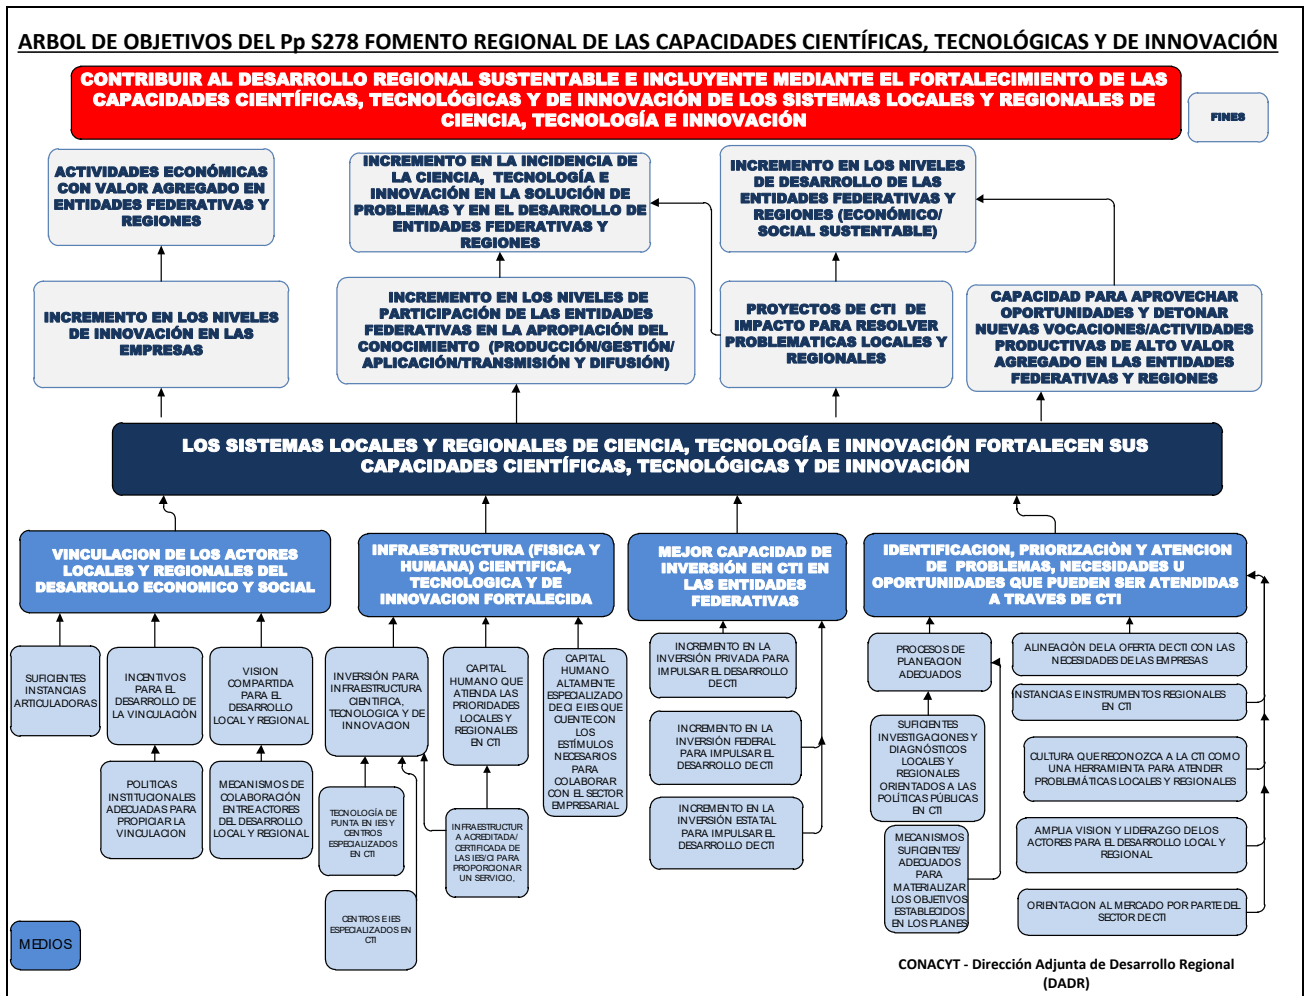 ARBOL DE OBJETIVOS DEL Pp S278 FOMENTO REGIONAL DE LAS CAPACIDADES CIENTÍFICAS, TECNOLÓGICAS Y DE INNOVACIÓN
CONTRIBUIR AL DESARROLLO REGIONAL SUSTENTABLE E INCLUYENTE MEDIANTE EL FORTALECIMIENTO DE LAS
CAPACIDADES CIENTÍFICAS, TECNOLÓGICAS Y DE INNOVACIÓN DE LOS SISTEMAS LOCALES Y REGIONALES DE
CIENCIA, TECNOLOGÍA E INNOVACIÓN
FINES
ACTIVIDADES ECONÓMICAS
CON VALOR AGREGADO EN
ENTIDADES FEDERATIVAS Y
REGIONES
INCREMENTO EN LA INCIDENCIA DE
LA CIENCIA, TECNOLOGÍA E
INNOVACIÓN EN LA SOLUCIÓN DE
PROBLEMAS Y EN EL DESARROLLO DE
ENTIDADES FEDERATIVAS Y
REGIONES
INCREMENTO EN LOS NIVELES
DE DESARROLLO DE LAS
ENTIDADES FEDERATIVAS Y
REGIONES (ECONÓMICO/
SOCIAL SUSTENTABLE)
INCREMENTO EN LOS NIVELES
DE INNOVACIÓN EN LAS
EMPRESAS
INCREMENTO EN LOS NIVELES DE
PARTICIPACIÓN DE LAS ENTIDADES
FEDERATIVAS EN LA APROPIACIÓN DEL
CONOCIMIENTO (PRODUCCIÓN/GESTIÓN/
APLICACIÓN/TRANSMISIÓN Y DIFUSIÓN)
PROYECTOS DE CTI DE
IMPACTO PARA RESOLVER
PROBLEMATICAS LOCALES Y
REGIONALES
CAPACIDAD PARA APROVECHAR
OPORTUNIDADES Y DETONAR
NUEVAS VOCACIONES/ACTIVIDADES
PRODUCTIVAS DE ALTO VALOR
AGREGADO EN LAS ENTIDADES
FEDERATIVAS Y REGIONES
LOS SISTEMAS LOCALES Y REGIONALES DE CIENCIA, TECNOLOGÍA E INNOVACIÓN FORTALECEN SUS
CAPACIDADES CIENTÍFICAS, TECNOLÓGICAS Y DE INNOVACIÓN
VINCULACION DE LOS ACTORES
LOCALES Y REGIONALES DEL
DESARROLLO ECONOMICO Y SOCIAL
INFRAESTRUCTURA (FISICA Y
HUMANA) CIENTIFICA,
TECNOLOGICA Y DE
INNOVACION FORTALECIDA
MEJOR CAPACIDAD DE
INVERSIÓN EN CTI EN
LAS ENTIDADES
FEDERATIVAS
IDENTIFICACION, PRIORIZACIÒN Y ATENCION
DE PROBLEMAS, NECESIDADES U
OPORTUNIDADES QUE PUEDEN SER ATENDIDAS
A TRAVES DE CTI
SUFICIENTES
INSTANCIAS
ARTICULADORAS
INCENTIVOS
PARA EL
DESARROLLO DE
LA VINCULACIÒN
VISION
COMPARTIDA
PARA EL
DESARROLLO
LOCAL Y REGIONAL
INVERSIÓN PARA
INFRAESTRUCTURA
CIENTIFICA,
TECNOLOGICA Y DE
INNOVACION
CAPITAL
HUMANO QUE
ATIENDA LAS
PRIORIDADES
LOCALES Y
REGIONALES
EN CTI
CAPITAL
HUMANO
ALTAMENTE
ESPECIALIZADO
DE CI E IES QUE
CUENTE CON
LOS
ESTÍMULOS
NECESARIOS
PARA
COLABORAR
CON EL SECTOR
EMPRESARIAL
INCREMENTO EN LA
INVERSIÓN PRIVADA PARA
IMPULSAR EL DESARROLLO
DE CTI
PROCESOS DE
PLANEACION
ADECUADOS
ALINEACIÒN DE LA OFERTA DE CTI CON LAS
NECESIDADES DE LAS EMPRESAS
INSTANCIAS E INSTRUMENTOS REGIONALES
EN CTI
POLITICAS
INSTITUCIONALES
ADECUADAS PARA
PROPICIAR LA
VINCULACION
MECANISMOS DE
COLABORACIÓN
ENTRE ACTORES
DEL DESARROLLO
LOCAL Y REGIONAL
TECNOLOGÍA DE
PUNTA EN IES Y
CENTROS
ESPECIALIZADOS
EN CTI
INFRAESTRUCTUR
A ACREDITADA/
CERTIFICADA DE
LAS IES/CI PARA
PROPORCIONAR
UN SERVICIO,
INCREMENTO EN LA
INVERSIÓN FEDERAL
PARA IMPULSAR EL
DESARROLLO DE CTI
SUFICIENTES
INVESTIGACIONES Y
DIAGNÓSTICOS
LOCALES Y
REGIONALES
ORIENTADOS A LAS
POLÍTICAS PÚBLICAS
EN CTI
CULTURA QUE RECONOZCA A LA CTI COMO
UNA HERRAMIENTA PARA ATENDER
PROBLEMÁTICAS LOCALES Y REGIONALES
INCREMENTO EN LA
INVERSIÓN ESTATAL
PARA IMPULSAR EL
DESARROLLO DE CTI
MECANISMOS
SUFICIENTES/
ADECUADOS
PARA
MATERIALIZAR
LOS OBJETIVOS
ESTABLECIDOS
EN LOS PLANES
AMPLIA VISION Y LIDERAZGO DE LOS
ACTORES PARA EL DESARROLLO LOCAL Y
REGIONAL
ORIENTACION AL MERCADO POR PARTE DEL
SECTOR DE CTI
CENTROS E IES
ESPECIALIZADOS EN
CTI
MEDIOS
CONACYT - Dirección Adjunta de Desarrollo Regional
(DADR)